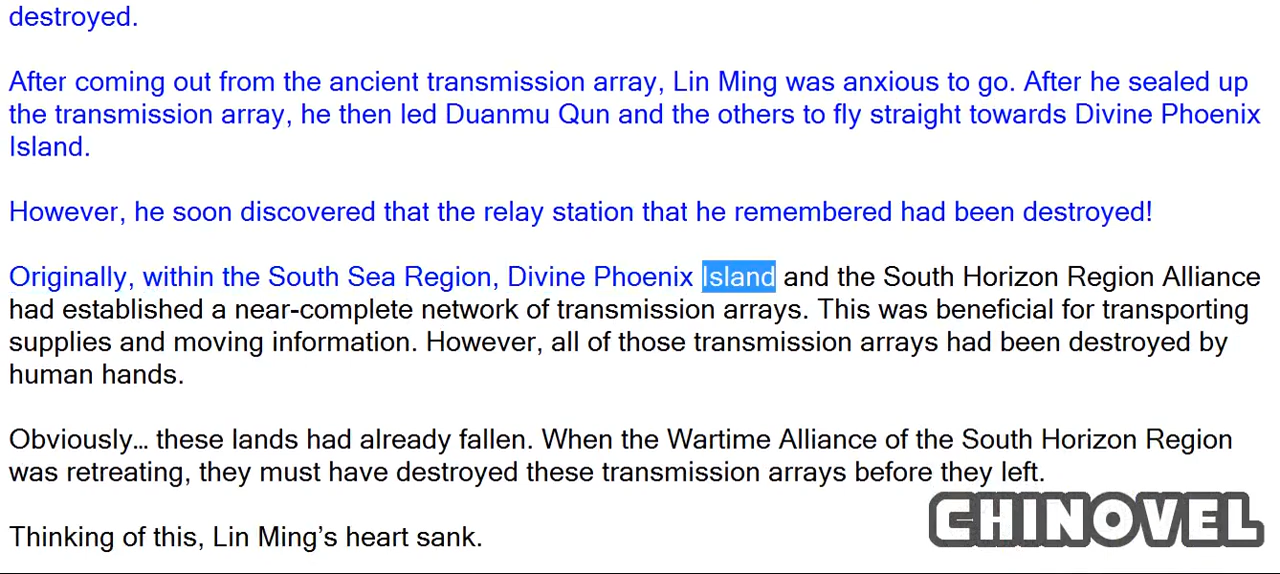 destroyed.
After coming out from the ancient transmission array, Lin Ming was anxious to go. After he sealed up
the transmission array, he then led Duanmu Qun and the others to fly straight towards Divine Phoenix
Island.
However, he soon discovered that the relay station that he remembered had been destroyed!
Originally, within the South Sea Region, Divine Phoenix Island and the South Horizon Region Alliance
had established a near-complete network of transmission arrays. This was beneficial for transporting
supplies and moving information. However, all of those transmission arrays had been destroyed by
human hands.
Obviously… these lands had already fallen. When the Wartime Alliance of the South Horizon Region
was retreating, they must have destroyed these transmission arrays before they left.
Thinking of this, Lin Ming’s heart sank.
CHINOVEL